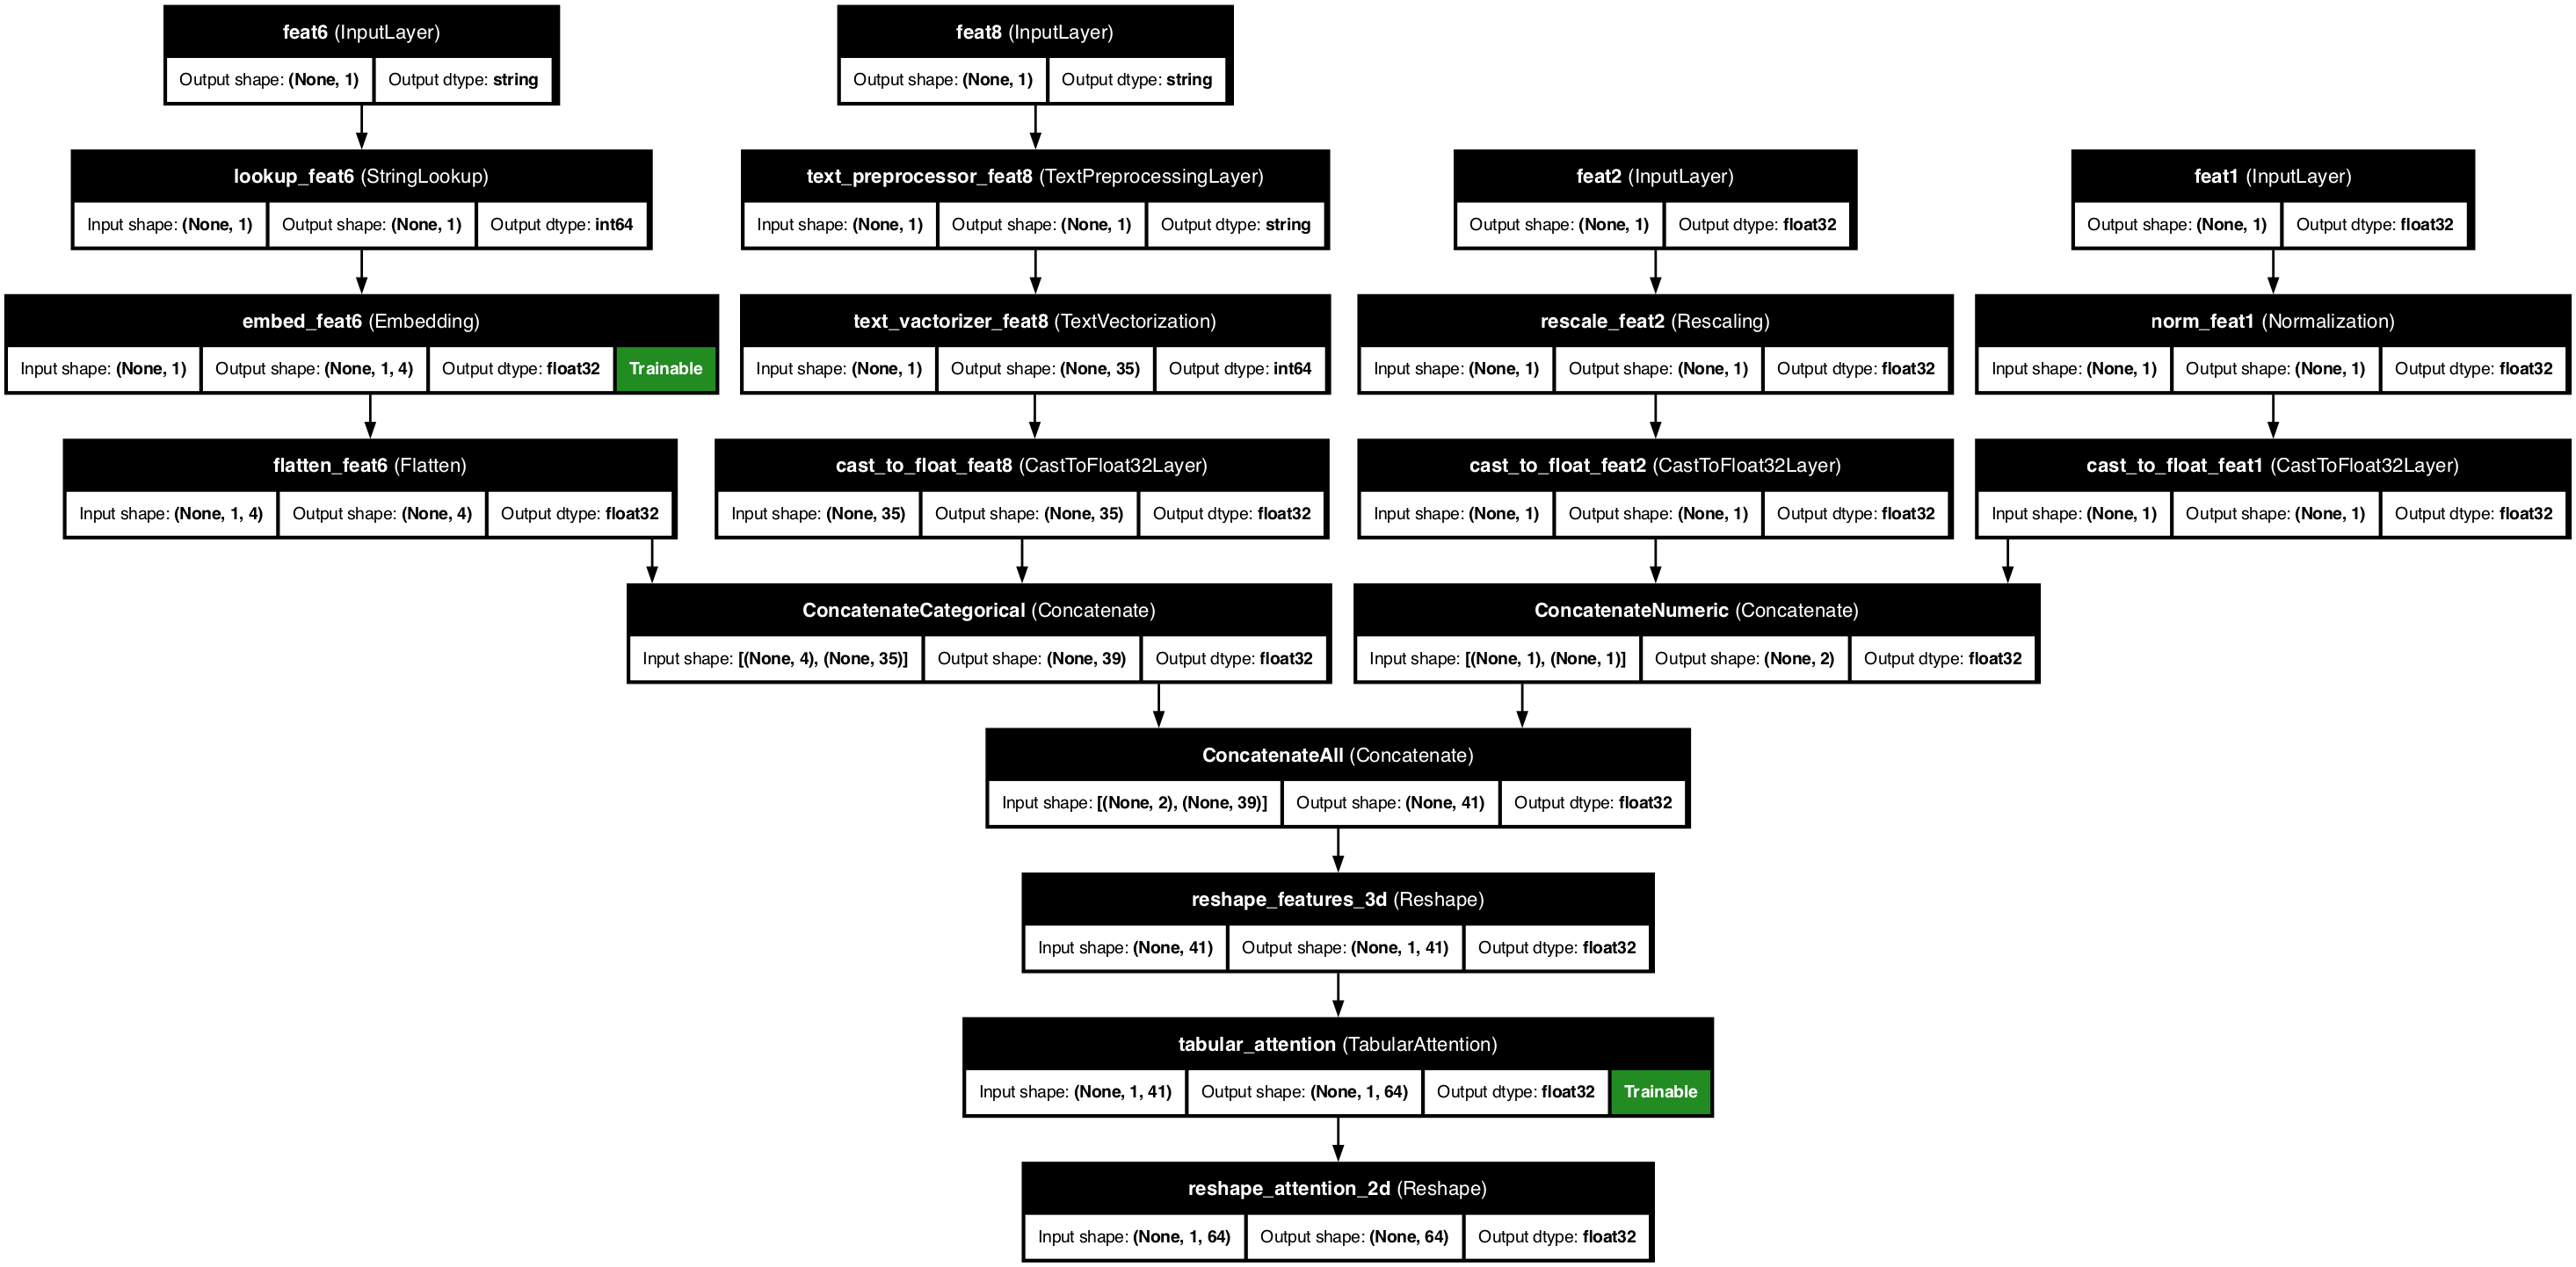 feat6 (InputLayer)
Output shape: (None, 1) Output dtype: string
feat8 (InputLayer)
Output shape: (None, 1) Output dtype: string
lookup_feat6 (StringLookup)
Input shape: (None, 1) Output shape: (None, 1) Output dtype: int64
text_preprocessor_feat8 (TextPreprocessingLayer)
Input shape: (None, 1) Output shape: (None, 1) Output dtype: string
feat2 (InputLayer)
Output shape: (None, 1) Output dtype: float32
feat1 (InputLayer)
Output shape: (None, 1) Output dtype: float32
embed_feat6 (Embedding)
Input shape: (None, 1) Output shape: (None, 1, 4) Output dtype: float32 Trainable
text_vactorizer_feat8 (TextVectorization)
Input shape: (None, 1) Output shape: (None, 35) Output dtype: int64
rescale_feat2 (Rescaling)
Input shape: (None, 1) Output shape: (None, 1) Output dtype: float32
norm_feat1 (Normalization)
Input shape: (None, 1) Output shape: (None, 1) Output dtype: float32
flatten_feat6 (Flatten)
Input shape: (None, 1, 4) Output shape: (None, 4) Output dtype: float32
cast_to_float_feat8 (CastToFloat32Layer)
Input shape: (None, 35) Output shape: (None, 35) Output dtype: float32
cast_to_float_feat2 (CastToFloat32Layer)
Input shape: (None, 1) Output shape: (None, 1) Output dtype: float32
cast_to_float_feat1 (CastToFloat32Layer)
Input shape: (None, 1) Output shape: (None, 1) Output dtype: float32
ConcatenateCategorical (Concatenate)
Input shape: [(None, 4), (None, 35)] Output shape: (None, 39) Output dtype: float32
ConcatenateNumeric (Concatenate)
Input shape: [(None, 1), (None, 1)] Output shape: (None, 2) Output dtype: float32
ConcatenateAll (Concatenate)
Input shape: [(None, 2), (None, 39)] Output shape: (None, 41) Output dtype: float32
reshape_features_3d (Reshape)
Input shape: (None, 41) Output shape: (None, 1, 41) Output dtype: float32
tabular_attention (TabularAttention)
Input shape: (None, 1, 41) Output shape: (None, 1, 64) Output dtype: float32 Trainable
reshape_attention_2d (Reshape)
Input shape: (None, 1, 64) Output shape: (None, 64) Output dtype: float32